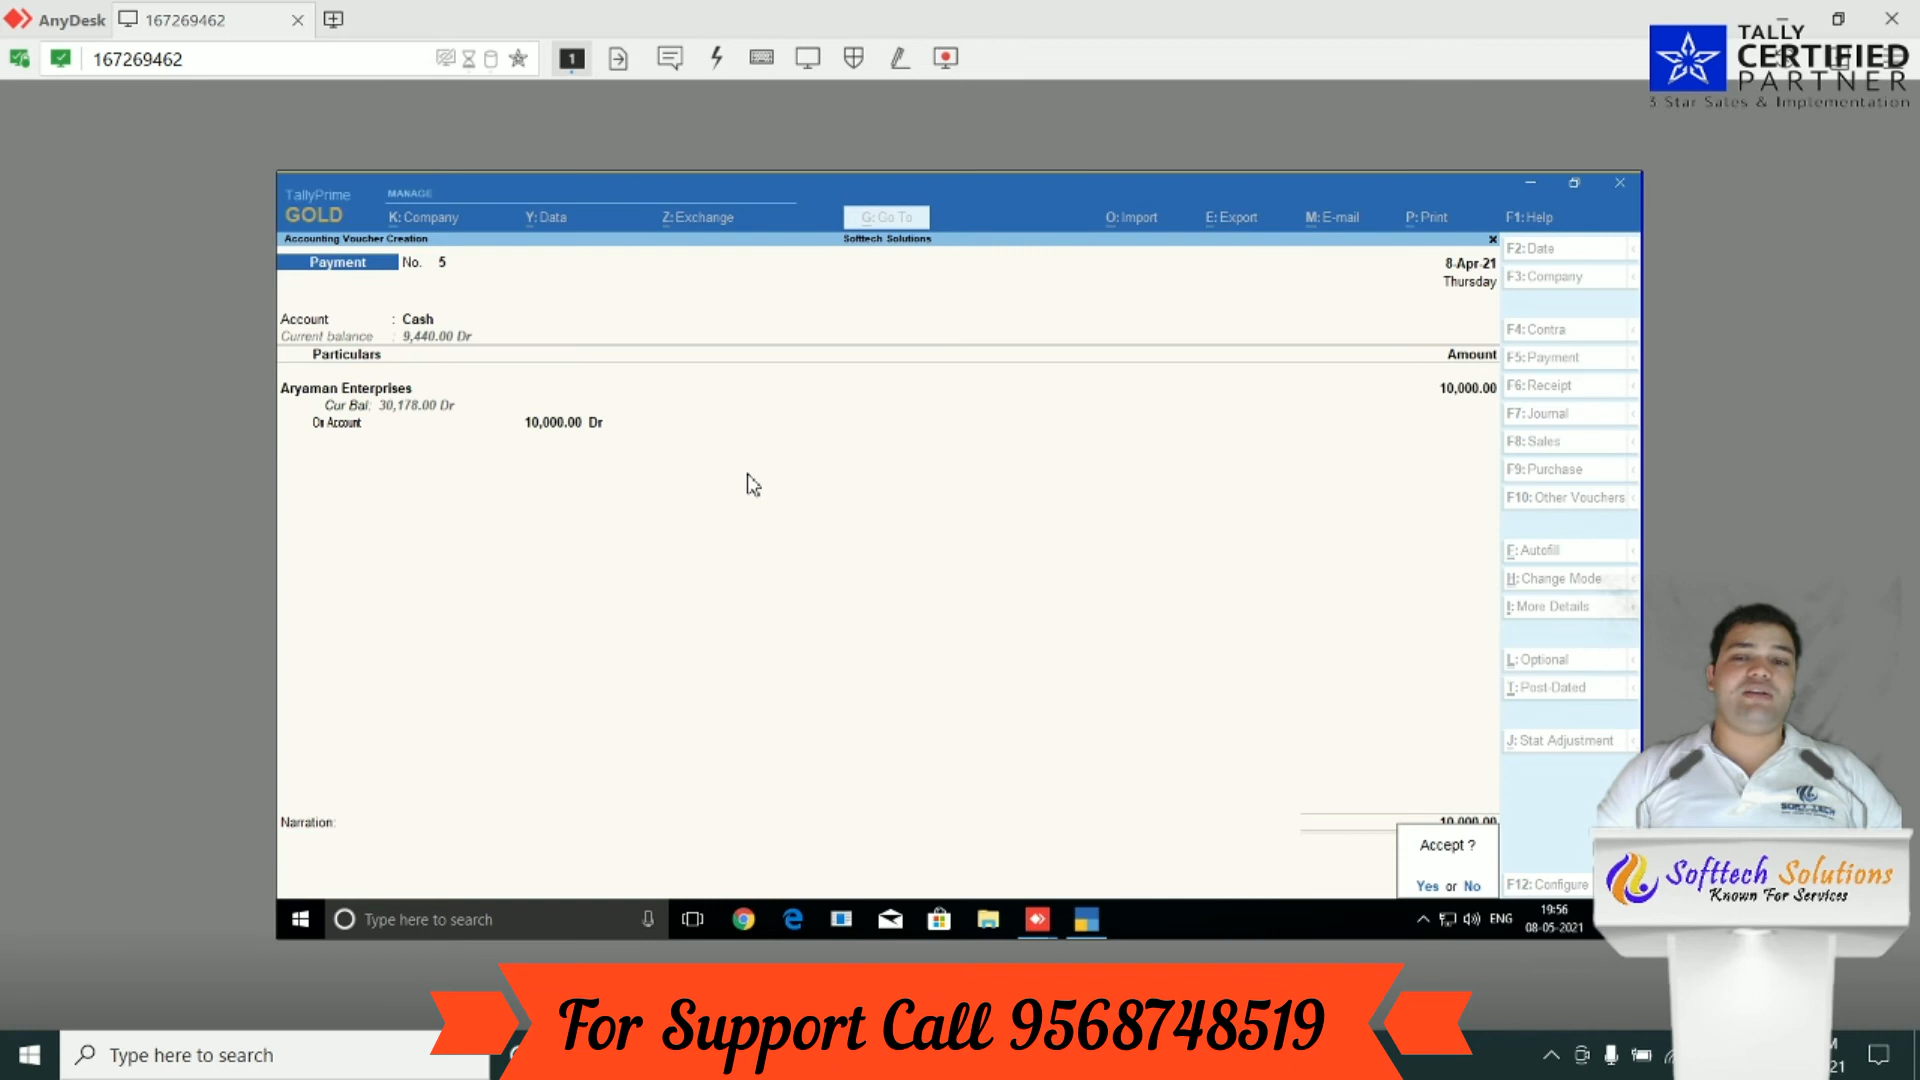 AnyDesk
167269462
167269462
1
TALLY
CERTIFIED
PARTNER
3 Star Sales & Implementation
TallyPrime
GOLD
MANAGE
K: Company
Y: Data
Z: Exchange
G: Go To
O: Import
E: Export
M: E-mail
P: Print
F1: Help
Accounting Voucher Creation
Softtech Solutions
Payment No. 5
8-Apr-21
Thursday
Account : Cash
Current balance : 9,440.00 Dr
Particulars
Amount
Aryaman Enterprises
10,000.00
Cur Bal: 30,178.00 Dr
On Account 10,000.00 Dr
F2: Date
F3: Company
F4: Contra
F5: Payment
F6: Receipt
F7: Journal
F8: Sales
F9: Purchase
F10: Other Vouchers
F: Autofill
H: Change Mode
I: More Details
L: Optional
T: Post-Dated
J: Stat Adjustment
F12: Configure
Narration:
10,000.00
Accept ?
Yes or No
Type here to search
ENG
19:56
08-05-2021
Softtech Solutions
Known For Services
For Support Call 9568748519
Type here to search
21